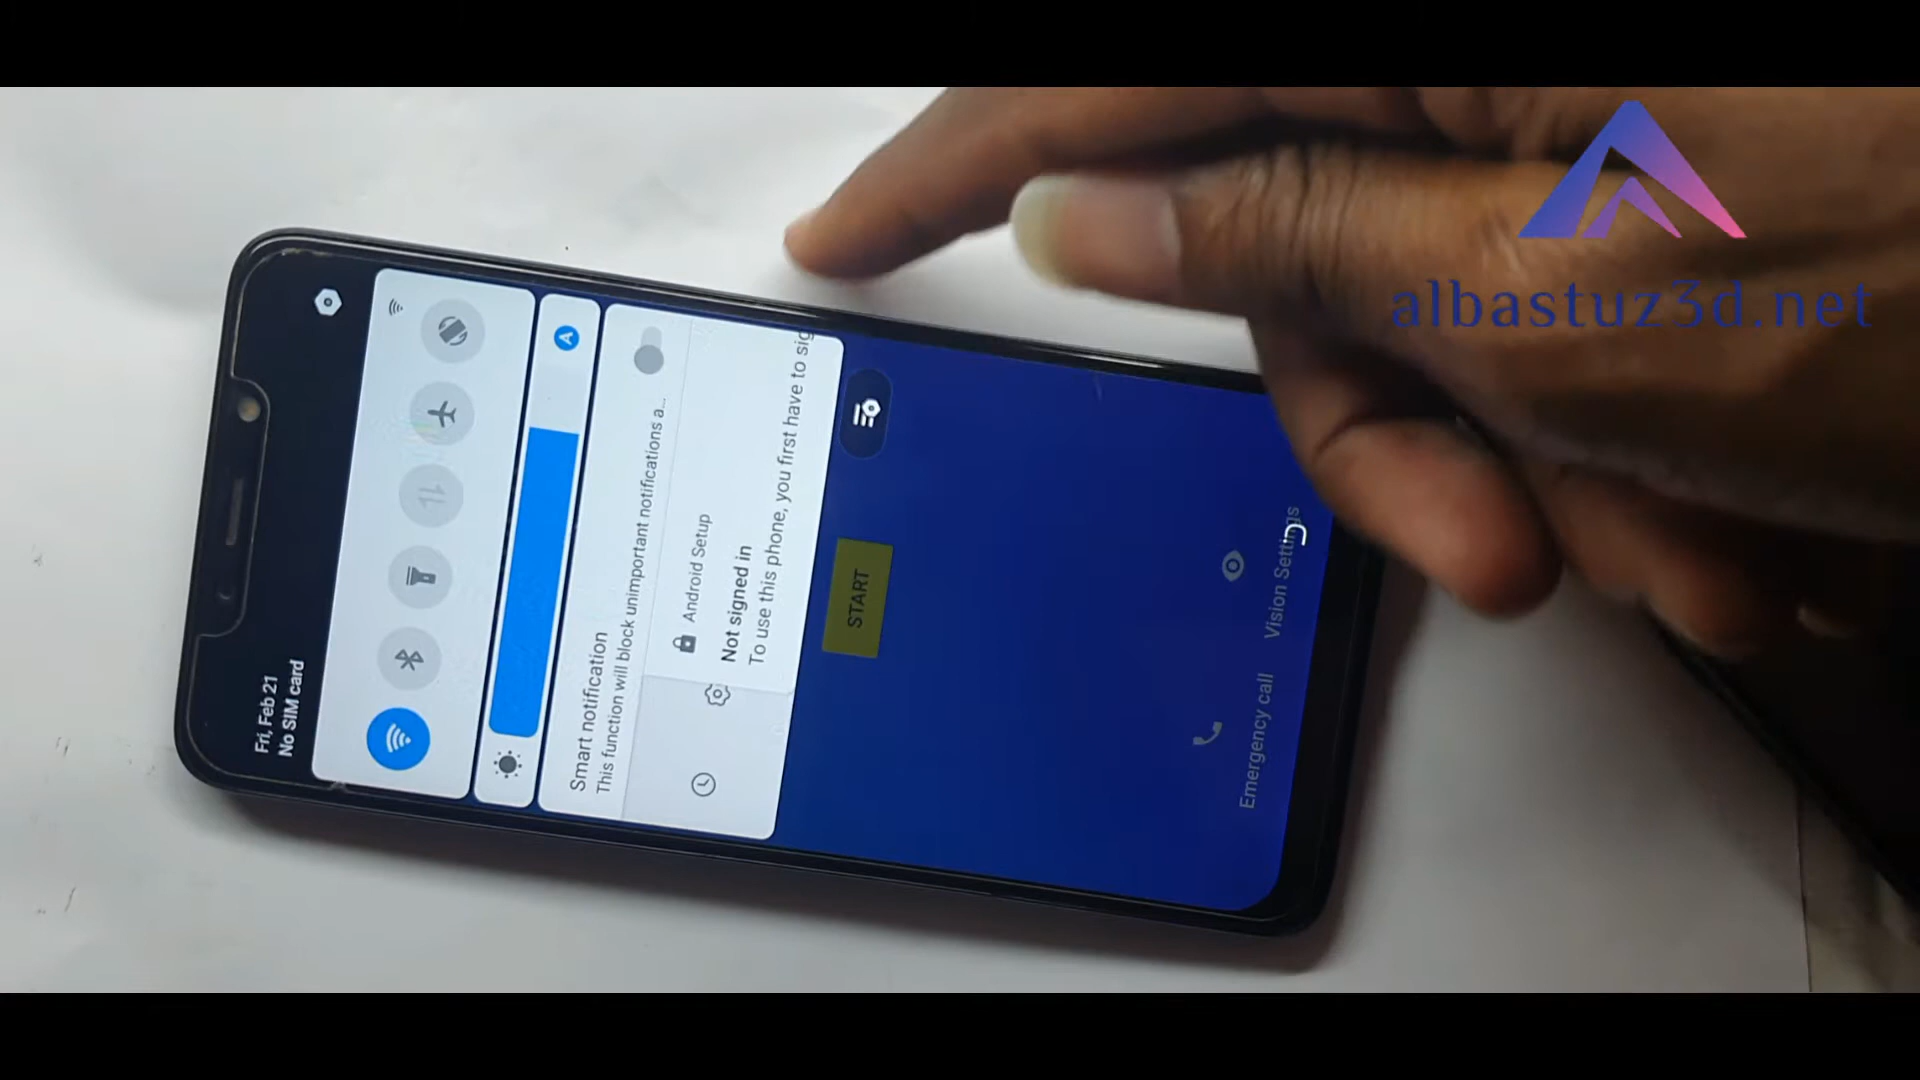 albastuz3d.net
Fri, Feb 21
No SIM card
A
Smart notification
This function will block unimportant notifications a...
Android Setup
Not signed in
To use this phone, you first have to sig
START
Emergency call
Vision Settings